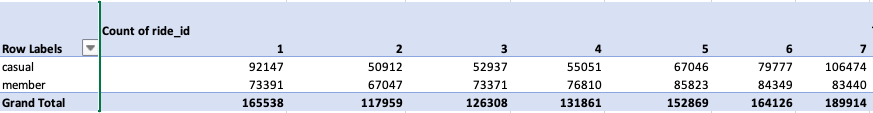 Count of ride_id
Row Labels 1 2 3 4 5 6 7
casual 92147 50912 52937 55051 67046 79777 106474
member 73391 67047 73371 76810 85823 84349 83440
Grand Total 165538 117959 126308 131861 152869 164126 189914